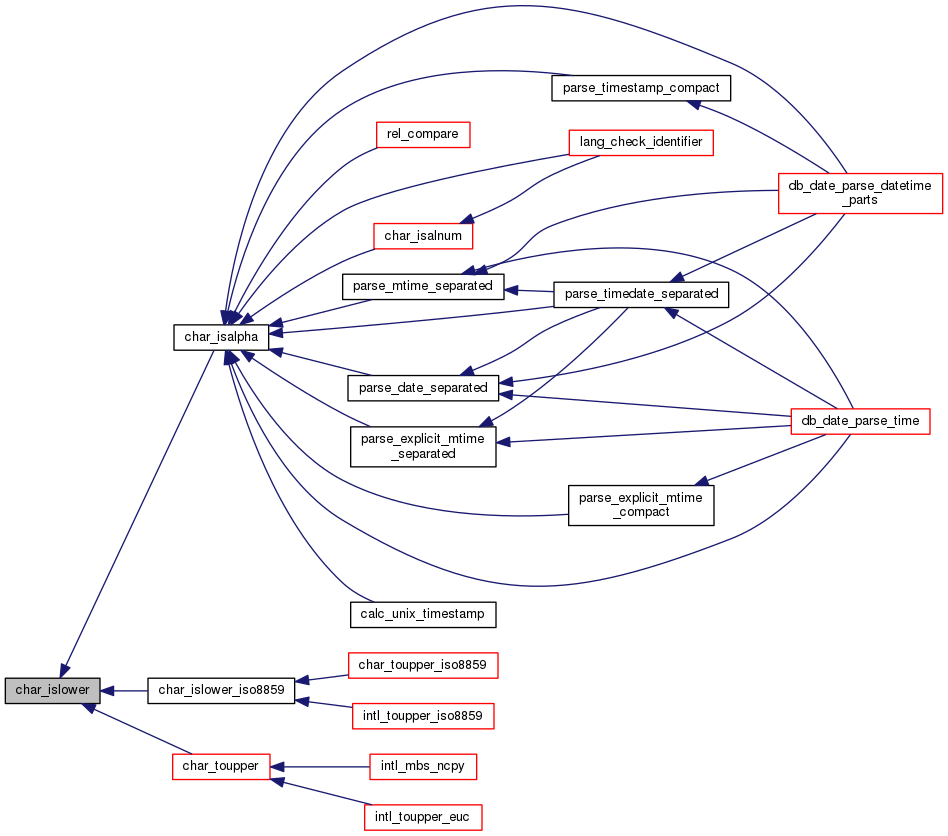 parse_timestamp_compact
rel_compare
lang_check_identifier
db_date_parse_datetime
_parts
char_isalnum
parse_mtime_separated
parse_timedate_separated
char_isalpha
parse_date_separated
db_date_parse_time
parse_explicit_mtime
_separated
parse_explicit_mtime
_compact
calc_unix_timestamp
char_toupper_iso8859
char_islower
char_islower_iso8859
intl_toupper_iso8859
char_toupper
intl_mbs_ncpy
intl_toupper_euc